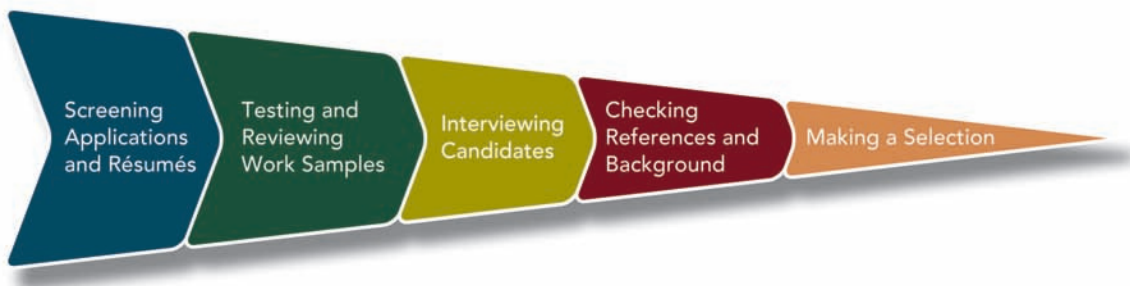 Screening
Applications
and Résumés
Testing and
Reviewing
Work Samples
Interviewing
Candidates
Checking
References and
Background
Making a Selection